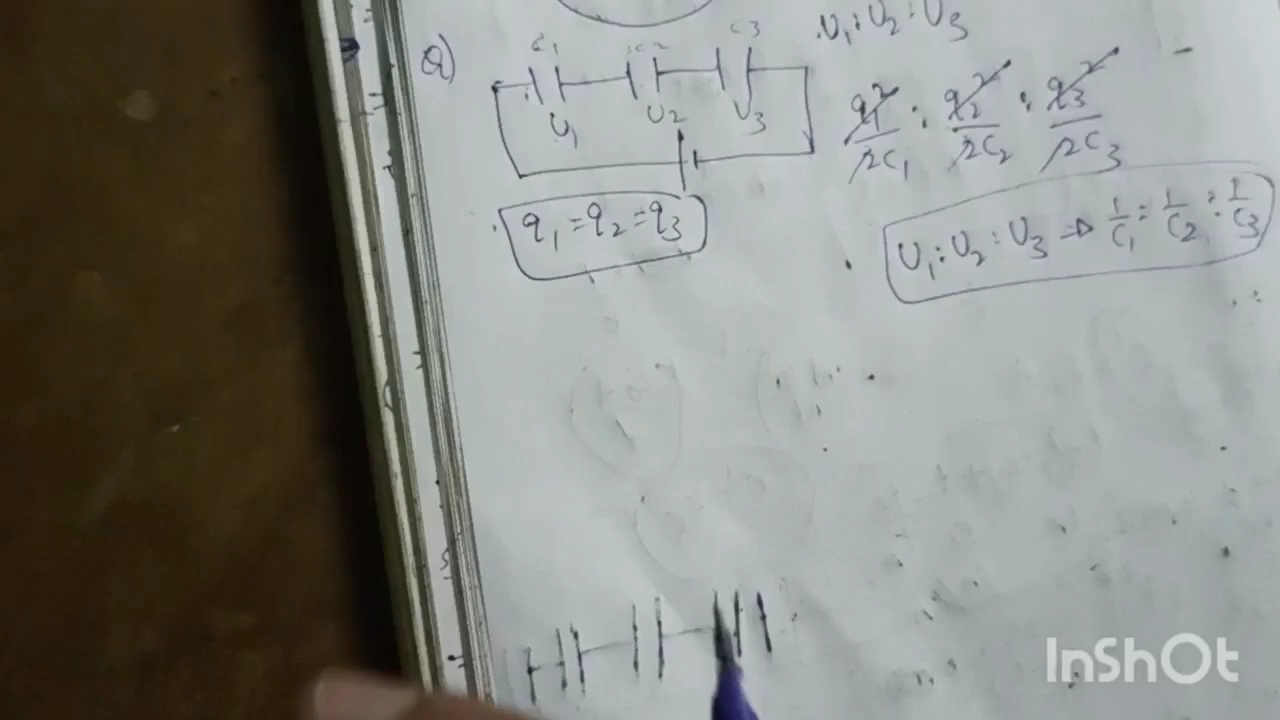 U₁:U₂:U₃
Q)
C₁ C₂ C₃
U₁ U₂ U₃
q₁²/2C₁ : q₂²/2C₂ : q₃²/2C₃
q₁=q₂=q₃
U₁:U₂:U₃ ⇒ 1/C₁ : 1/C₂ : 1/C₃
InShOt